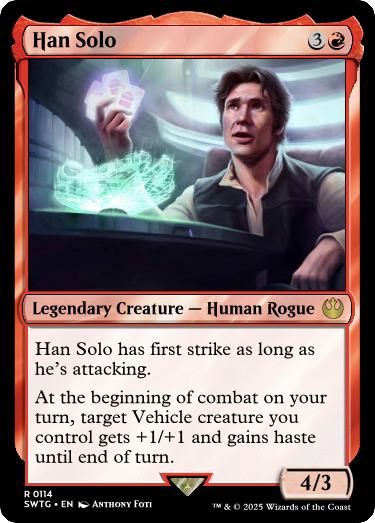 Han Solo 3
Legendary Creature — Human Rogue
Han Solo has first strike as long as
he's attacking.
At the beginning of combat on your
turn, target Vehicle creature you
control gets +1/+1 and gains haste
until end of turn.
4/3
R 0114
SWTG • EN Anthony Foti
™ & © 2025 Wizards of the Coast